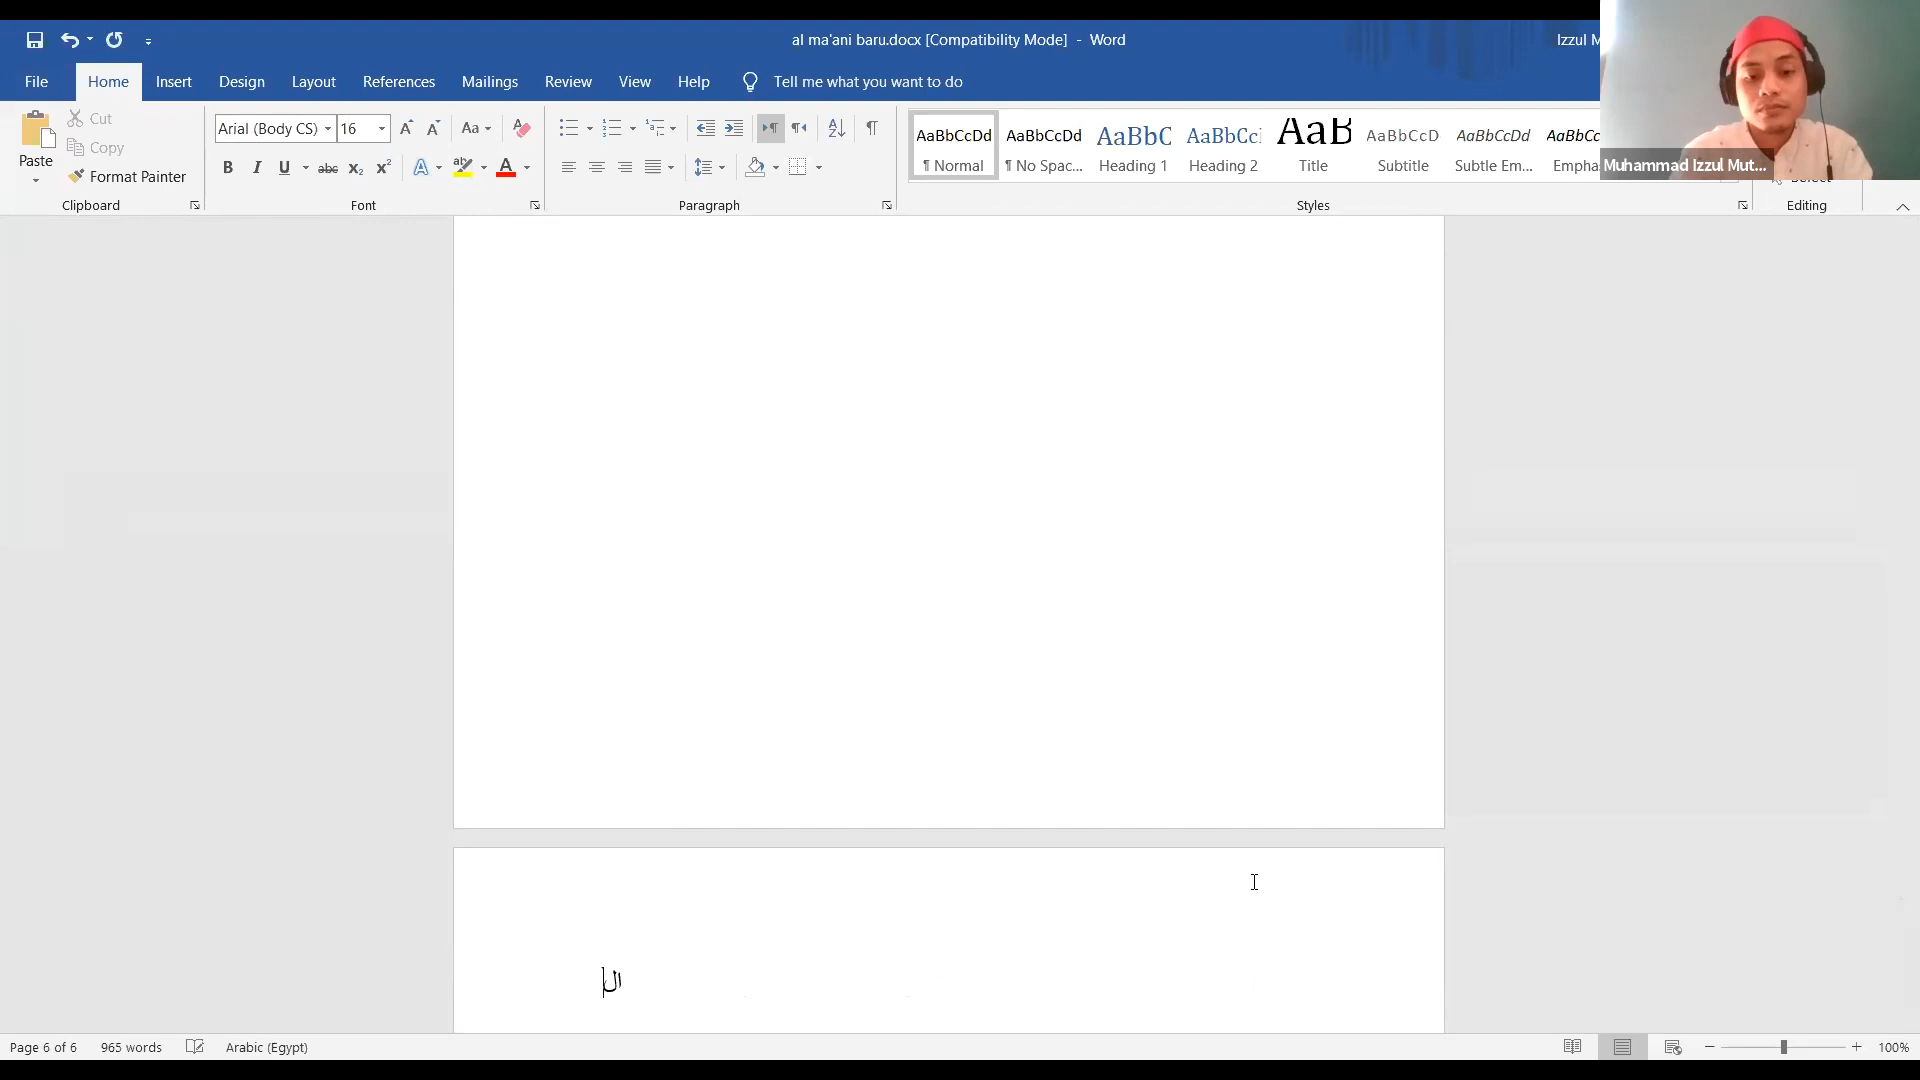 al ma'ani baru.docx [Compatibility Mode] - Word
Izzul M
File Home Insert Design Layout References Mailings Review View Help Tell me what you want to do
Paste
Cut
Copy
Format Painter
Clipboard
Arial (Body CS) 16
Font
Paragraph
AaBbCcDd ¶ Normal
AaBbCcDd ¶ No Spac...
AaBbC Heading 1
AaBbCc Heading 2
AaB Title
AaBbCcD Subtitle
AaBbCcDd Subtle Em...
AaBbCc Empha
Styles
Select
Editing
Muhammad Izzul Mut...
ال
Page 6 of 6 965 words Arabic (Egypt) 100%